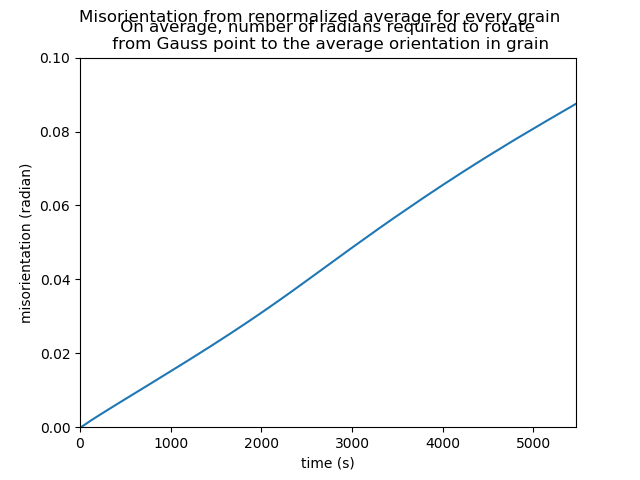 Misorientation from renormalized average for every grain
On average, number of radians required to rotate
from Gauss point to the average orientation in grain
0.10
0.08
0.06
0.04
0.02
0.00
misorientation (radian)
0 1000 2000 3000 4000 5000
time (s)